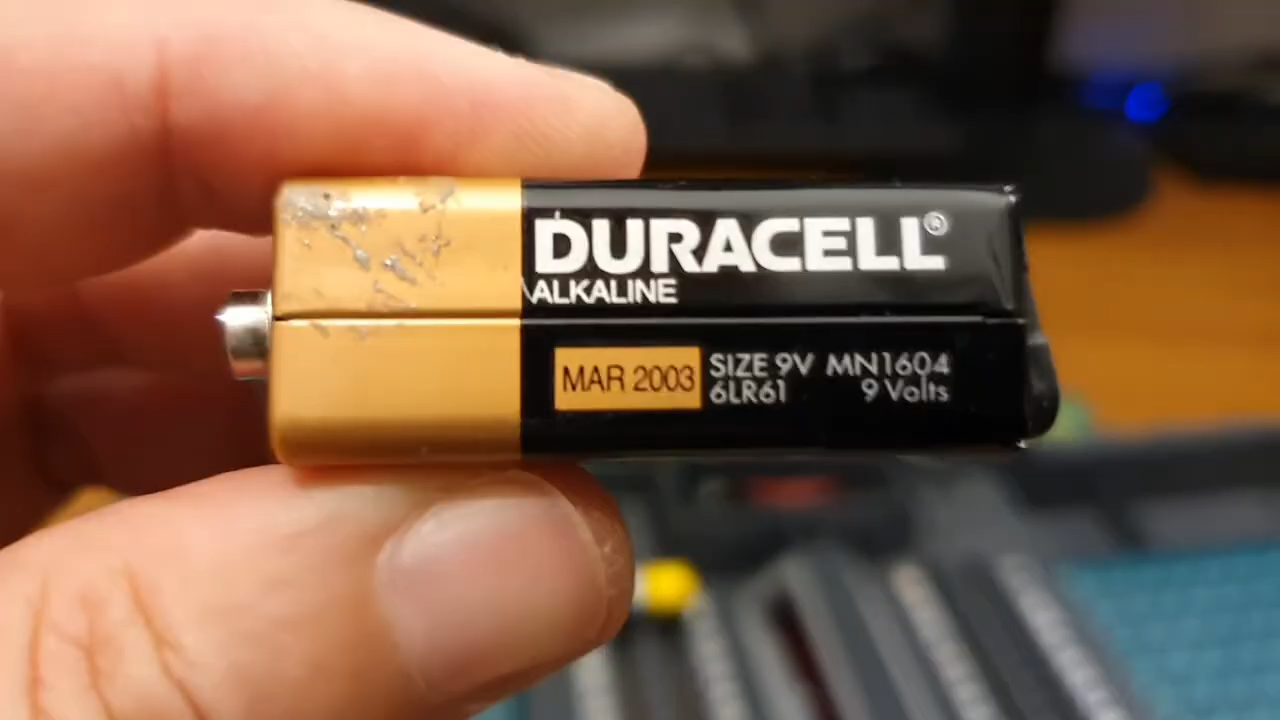 DURACELL®
ALKALINE
MAR 2003
SIZE 9V MN1604
6LR61 9 Volts